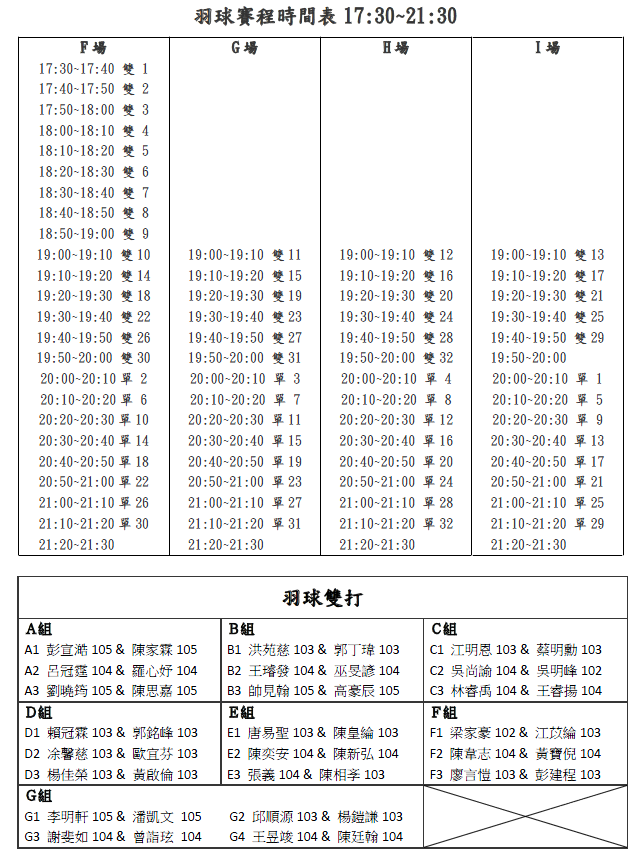 羽球賽程時間表 17:30~21:30
F 場 G 場 H 場 I 場
17:30~17:40 雙 1
17:40~17:50 雙 2
17:50~18:00 雙 3
18:00~18:10 雙 4
18:10~18:20 雙 5
18:20~18:30 雙 6
18:30~18:40 雙 7
18:40~18:50 雙 8
18:50~19:00 雙 9
19:00~19:10 雙 10 19:00~19:10 雙 11 19:00~19:10 雙 12 19:00~19:10 雙 13
19:10~19:20 雙 14 19:10~19:20 雙 15 19:10~19:20 雙 16 19:10~19:20 雙 17
19:20~19:30 雙 18 19:20~19:30 雙 19 19:20~19:30 雙 20 19:20~19:30 雙 21
19:30~19:40 雙 22 19:30~19:40 雙 23 19:30~19:40 雙 24 19:30~19:40 雙 25
19:40~19:50 雙 26 19:40~19:50 雙 27 19:40~19:50 雙 28 19:40~19:50 雙 29
19:50~20:00 雙 30 19:50~20:00 雙 31 19:50~20:00 雙 32 19:50~20:00
20:00~20:10 單 2 20:00~20:10 單 3 20:00~20:10 單 4 20:00~20:10 單 1
20:10~20:20 單 6 20:10~20:20 單 7 20:10~20:20 單 8 20:10~20:20 單 5
20:20~20:30 單 10 20:20~20:30 單 11 20:20~20:30 單 12 20:20~20:30 單 9
20:30~20:40 單 14 20:30~20:40 單 15 20:30~20:40 單 16 20:30~20:40 單 13
20:40~20:50 單 18 20:40~20:50 單 19 20:40~20:50 單 20 20:40~20:50 單 17
20:50~21:00 單 22 20:50~21:00 單 23 20:50~21:00 單 24 20:50~21:00 單 21
21:00~21:10 單 26 21:00~21:10 單 27 21:00~21:10 單 28 21:00~21:10 單 25
21:10~21:20 單 30 21:10~21:20 單 31 21:10~21:20 單 32 21:10~21:20 單 29
21:20~21:30 21:20~21:30 21:20~21:30 21:20~21:30
羽球雙打
A組 B組 C組
A1 彭宣澔 105 & 陳家霖 105 B1 洪苑慈 103 & 郭丁瑋 103 C1 江明恩 103 & 蔡明勳 103
A2 呂冠霆 104 & 羅心妤 104 B2 王璿發 104 & 巫旻諺 104 C2 吳尚諭 104 & 吳明峰 102
A3 劉曉筠 105 & 陳思嘉 105 B3 帥見翰 105 & 高豪辰 105 C3 林睿禹 104 & 王睿揚 104
D組 E組 F組
D1 賴冠霖 103 & 郭銘峰 103 E1 唐易聖 103 & 陳皇綸 103 F1 梁家豪 102 & 江苡綸 103
D2 凃馨慈 103 & 歐宜芬 103 E2 陳奕安 104 & 陳新弘 104 F2 陳韋志 104 & 黃寶倪 104
D3 楊佳榮 103 & 黃啟倫 103 E3 張義 104 & 陳相孝 103 F3 廖言愷 103 & 彭建程 103
G組
G1 李明軒 105 & 潘凱文 105 G2 邱順源 103 & 楊鎧謙 103
G3 謝斐如 104 & 曾詣玹 104 G4 王昱竣 104 & 陳廷翰 104